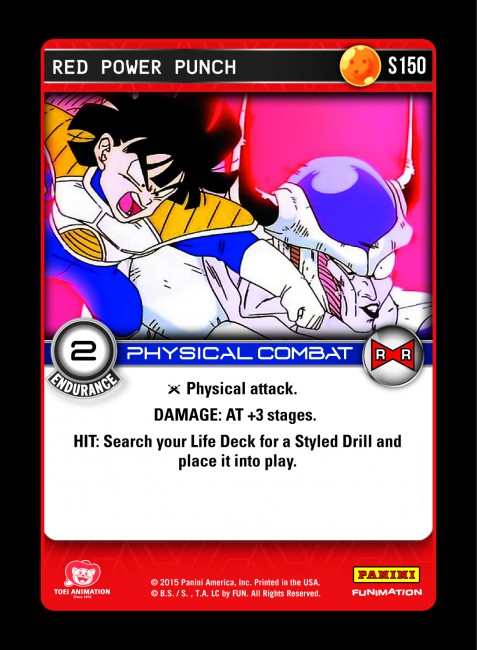 RED POWER PUNCH
S150
2
ENDURANCE
PHYSICAL COMBAT
R R
Physical attack.
DAMAGE: AT +3 stages.
HIT: Search your Life Deck for a Styled Drill and
place it into play.
TOEI ANIMATION
Since 1956
© 2015 Panini America, Inc. Printed in the USA.
© B.S. / S. , T.A. LC by FUN. All Rights Reserved.
PANINI
FUNIMATION